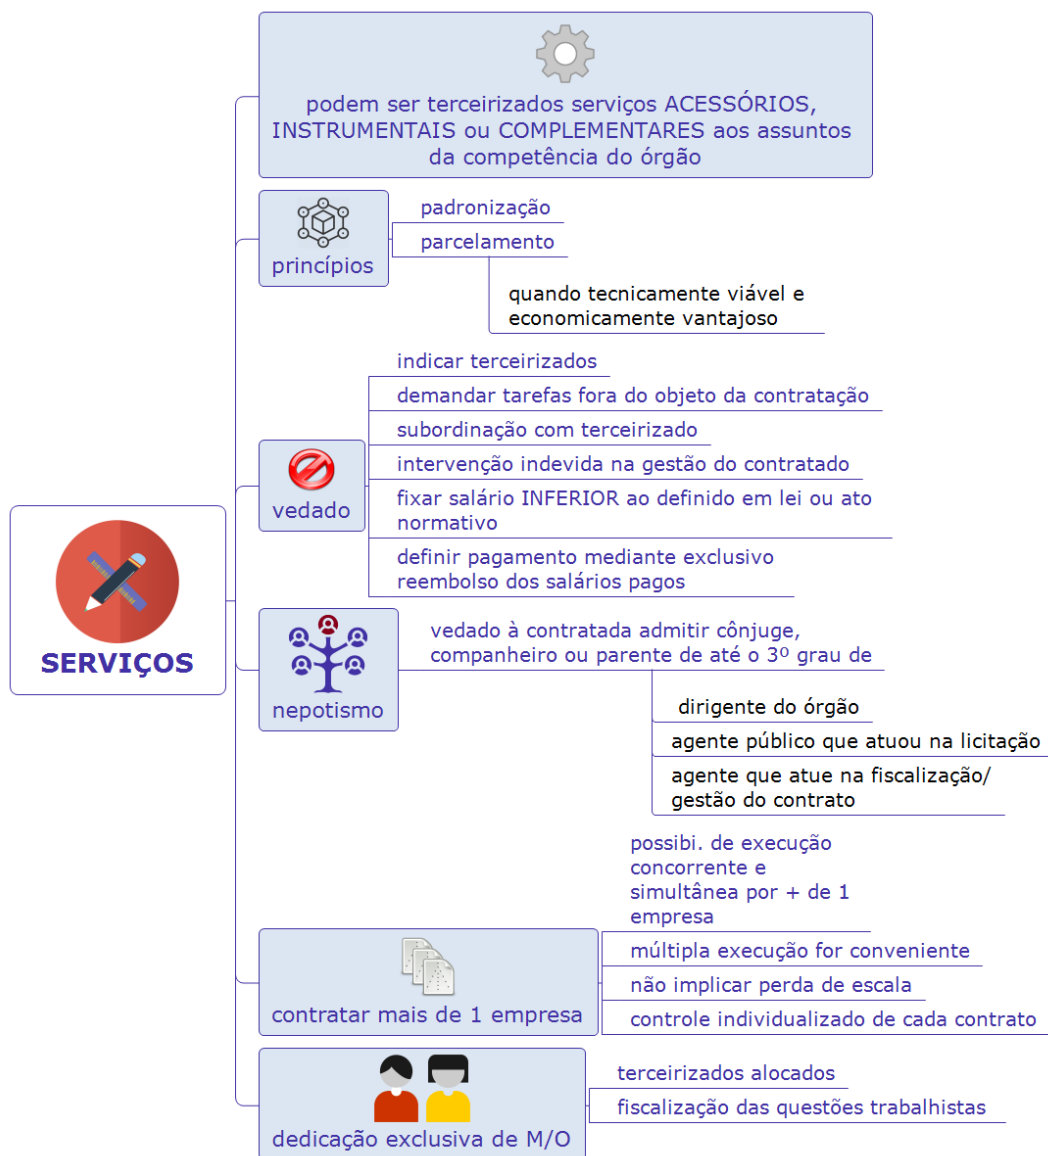 podem ser terceirizados serviços ACESSÓRIOS,
INSTRUMENTAIS ou COMPLEMENTARES aos assuntos
da competência do órgão
princípios
padronização
parcelamento
quando tecnicamente viável e
economicamente vantajoso
vedado
indicar terceirizados
demandar tarefas fora do objeto da contratação
subordinação com terceirizado
intervenção indevida na gestão do contratado
fixar salário INFERIOR ao definido em lei ou ato
normativo
definir pagamento mediante exclusivo
reembolso dos salários pagos
SERVIÇOS
nepotismo
vedado à contratada admitir cônjuge,
companheiro ou parente de até o 3º grau de
dirigente do órgão
agente público que atuou na licitação
agente que atue na fiscalização/
gestão do contrato
contratar mais de 1 empresa
possibi. de execução
concorrente e
simultânea por + de 1
empresa
múltipla execução for conveniente
não implicar perda de escala
controle individualizado de cada contrato
dedicação exclusiva de M/O
terceirizados alocados
fiscalização das questões trabalhistas